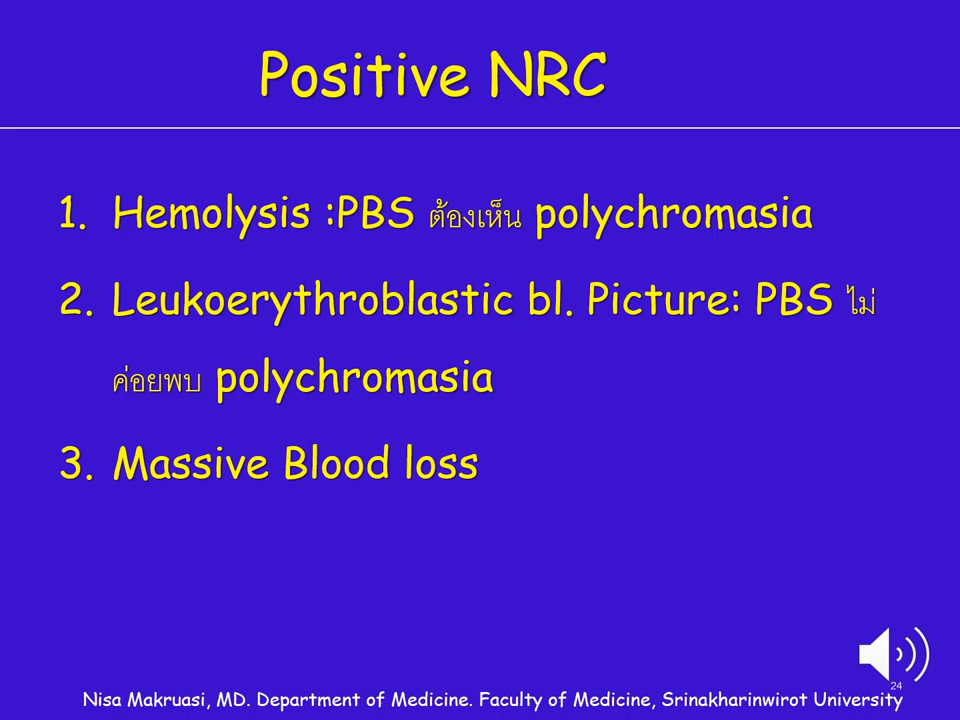 Positive NRC
1. Hemolysis :PBS ต้องเห็น polychromasia
2. Leukoerythroblastic bl. Picture: PBS ไม่
ค่อยพบ polychromasia
3. Massive Blood loss
24
Nisa Makruasi, MD. Department of Medicine. Faculty of Medicine, Srinakharinwirot University